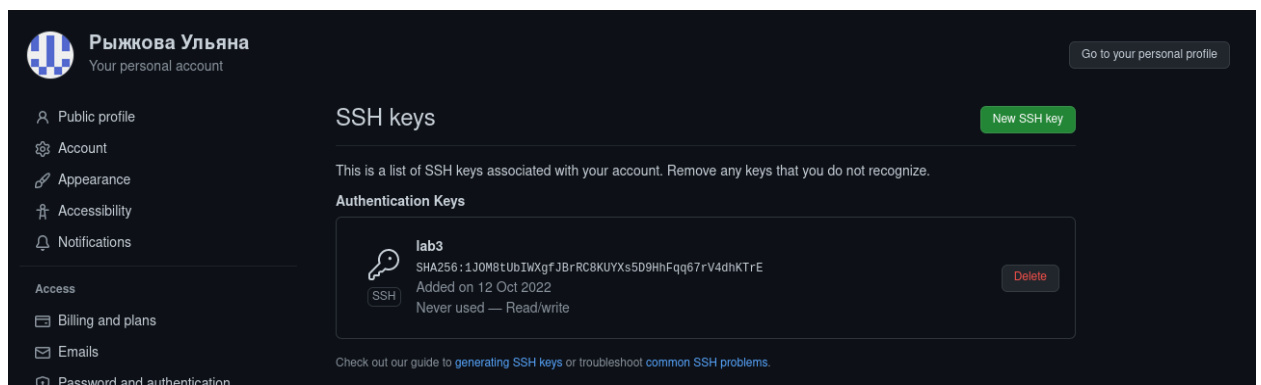 Рыжкова Ульяна
Your personal account
Go to your personal profile
Public profile
Account
Appearance
Accessibility
Notifications
Access
Billing and plans
Emails
Password and authentication
SSH keys
New SSH key
This is a list of SSH keys associated with your account. Remove any keys that you do not recognize.
Authentication Keys
lab3
SHA256:1JOM8tUbIWXgfJBrRC8KUYXs5D9HhFqq67rV4dhKTrE
Added on 12 Oct 2022
Never used — Read/write
SSH
Delete
Check out our guide to generating SSH keys or troubleshoot common SSH problems.